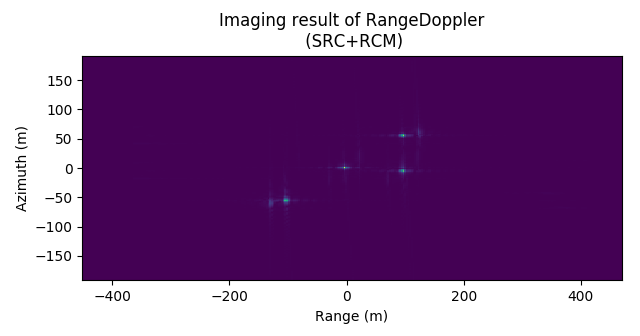 Imaging result of RangeDoppler
(SRC+RCM)
150
100
50
0
−50
−100
−150
Azimuth (m)
−400 −200 0 200 400
Range (m)